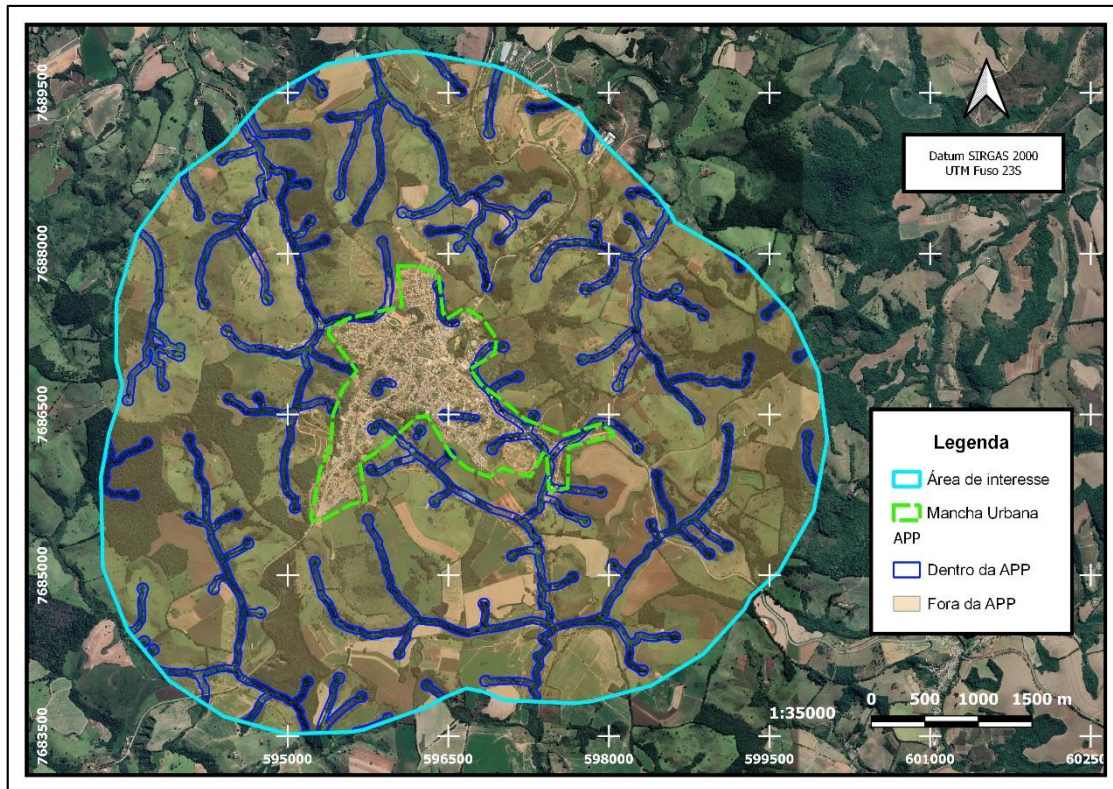 7689500
7688000
7686500
7685000
7683500
Datum SIRGAS 2000
UTM Fuso 23S
Legenda
Área de interesse
Mancha Urbana
APP
Dentro da APP
Fora da APP
1:35000
0 500 1000 1500 m
595000 596500 598000 599500 601000 602500